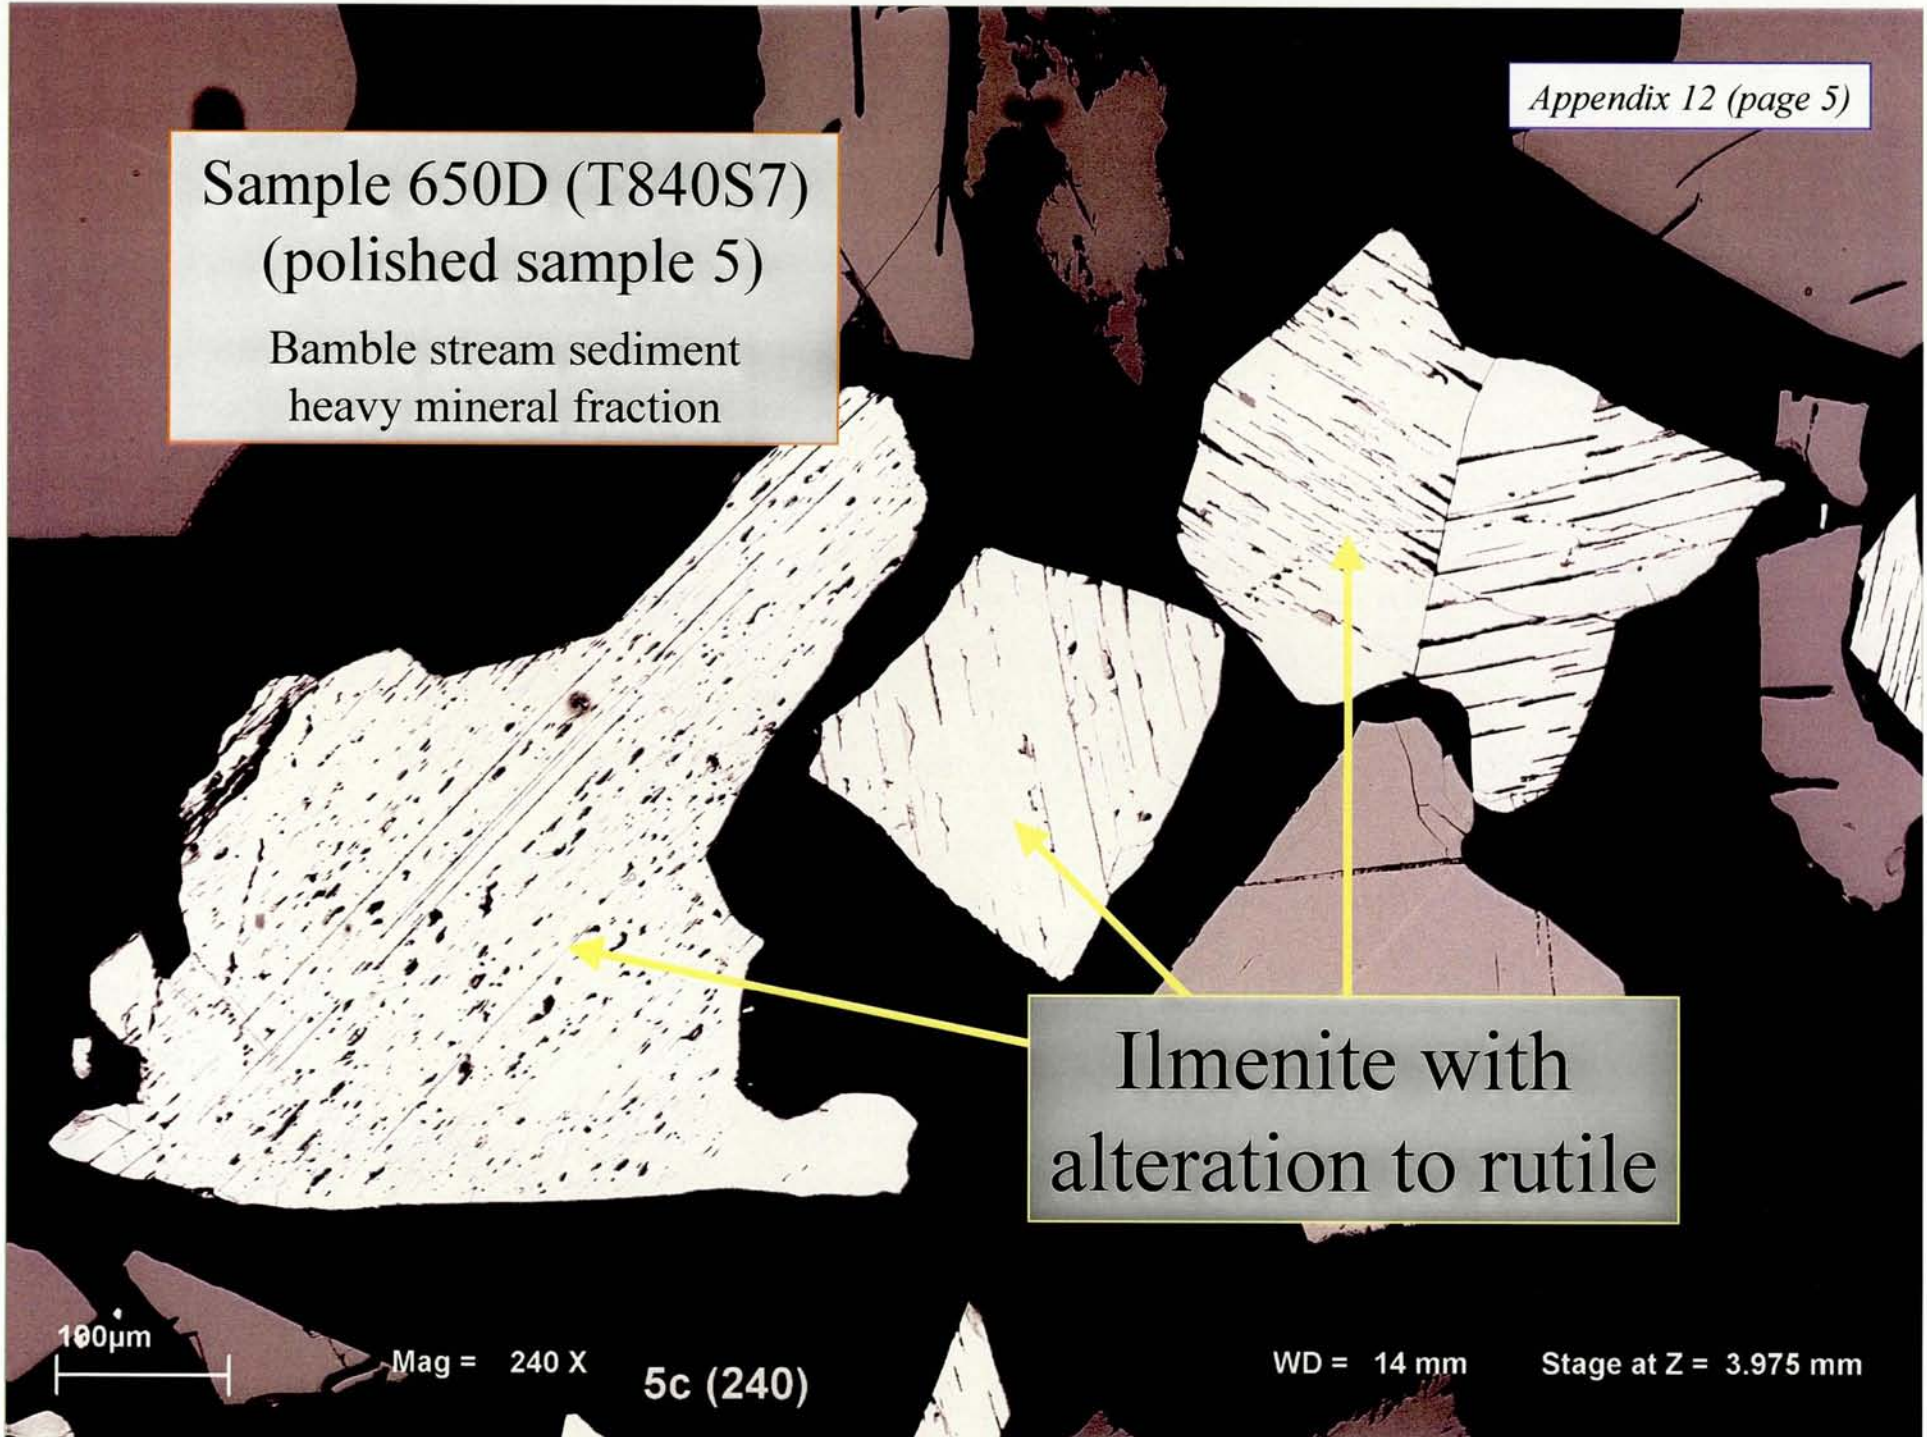 Appendix 12 (page 5)
Sample 650D (T840S7)
(polished sample 5)
Bamble stream sediment
heavy mineral fraction
Ilmenite with
alteration to rutile
100µm
Mag = 240 X
5c (240)
WD = 14 mm
Stage at Z = 3.975 mm